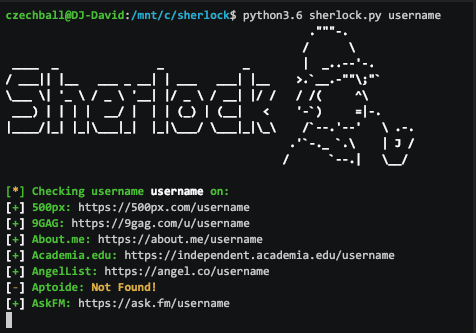 czechball@DJ-David:/mnt/c/sherlock$ python3.6 sherlock.py username
Sherlock
[*] Checking username username on:
[+] 500px: https://500px.com/username
[+] 9GAG: https://9gag.com/u/username
[+] About.me: https://about.me/username
[+] Academia.edu: https://independent.academia.edu/username
[+] AngelList: https://angel.co/username
[-] Aptoide: Not Found!
[+] AskFM: https://ask.fm/username